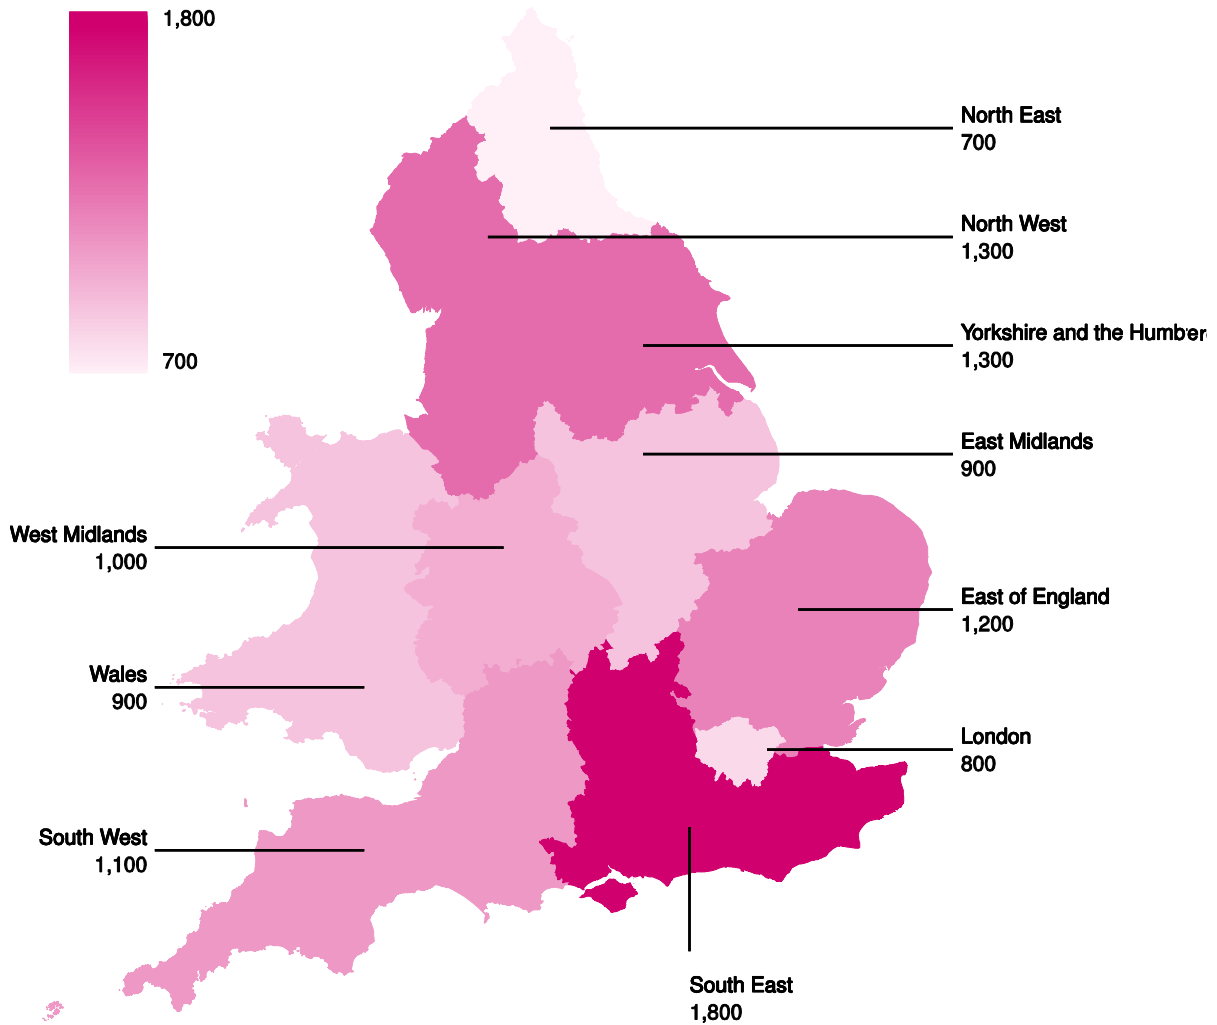 1,800
700
North East
700
North West
1,300
Yorkshire and the Humber
1,300
East Midlands
900
West Midlands
1,000
East of England
1,200
Wales
900
London
800
South West
1,100
South East
1,800